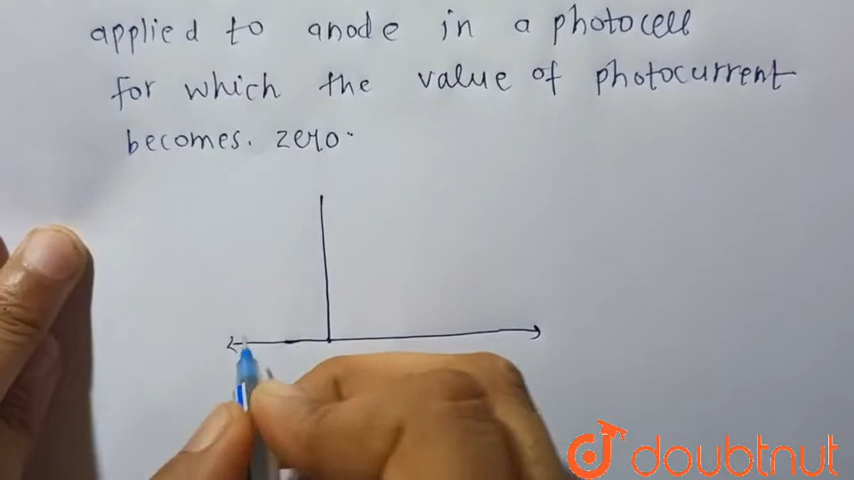 applied to anode in a photocell
for which the value of photocurrent
becomes. zero.
doubtnut